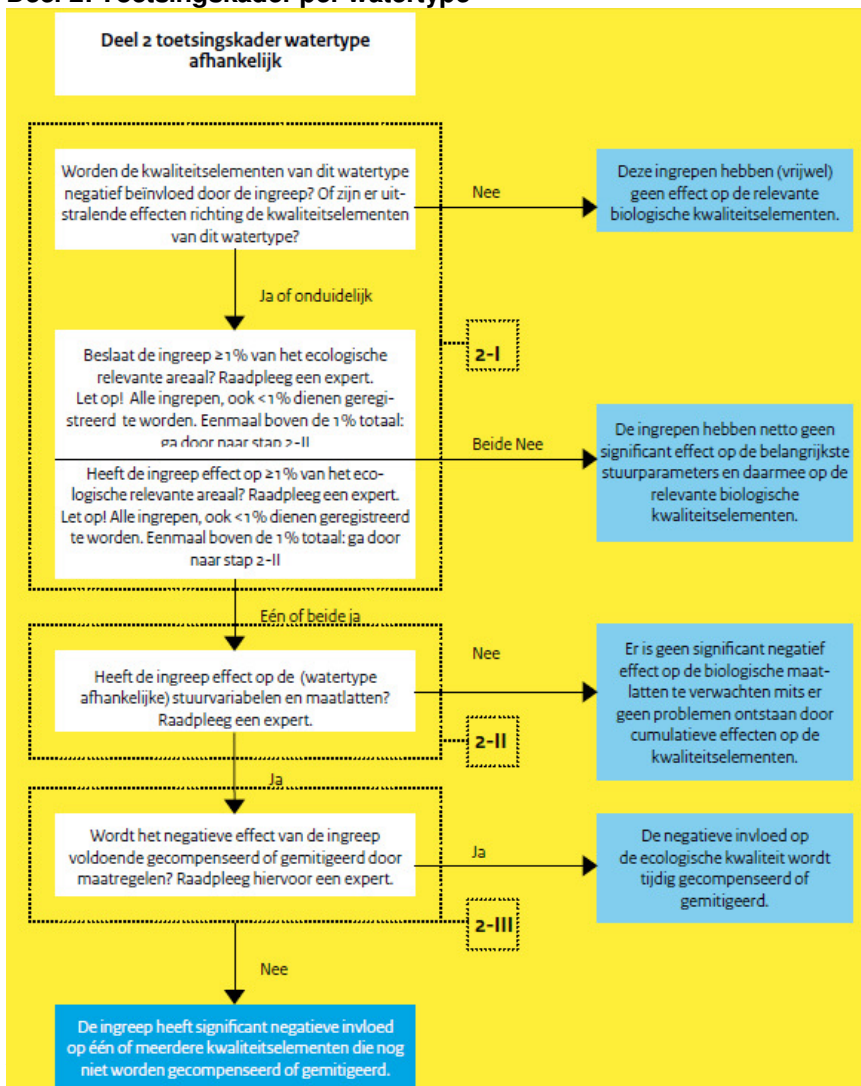 Deel 2: Toetsingskader per watertype
Deel 2 toetsingskader watertype
afhankelijk
Worden de kwaliteitselementen van dit watertype
negatief beïnvloed door de ingreep? Of zijn er uit-
stralende effecten richting de kwaliteitselementen
van dit watertype?
Nee
Deze ingrepen hebben (vrijwel)
geen effect op de relevante
biologische kwaliteitselementen.
Ja of onduidelijk
2-I
Beslaat de ingreep ≥1% van het ecologische
relevante areaal? Raadpleeg een expert.
Let op! Alle ingrepen, ook <1% dienen geregi-
streerd te worden. Eenmaal boven de 1% totaal:
ga door naar stap 2-II
Heeft de ingreep effect op ≥1% van het eco-
logische relevante areaal? Raadpleeg een expert.
Let op! Alle ingrepen, ook <1% dienen geregistreerd
te worden. Eenmaal boven de 1% totaal: ga door
naar stap 2-II
Beide Nee
De ingrepen hebben netto geen
significant effect op de belangrijkste
stuurparameters en daarmee op de
relevante biologische
kwaliteitselementen.
Eén of beide ja
Heeft de ingreep effect op de (watertype
afhankelijke) stuurvariabelen en maatlatten?
Raadpleeg een expert.
Nee
Er is geen significant negatief
effect op de biologische maat-
latten te verwachten mits er
geen problemen ontstaan door
cumulatieve effecten op de
kwaliteitselementen.
2-II
Ja
Wordt het negatieve effect van de ingreep
voldoende gecompenseerd of gemitigeerd door
maatregelen? Raadpleeg hiervoor een expert.
Ja
De negatieve invloed op
de ecologische kwaliteit wordt
tijdig gecompenseerd of
gemitigeerd.
2-III
Nee
De ingreep heeft significant negatieve invloed
op één of meerdere kwaliteitselementen die nog
niet worden gecompenseerd of gemitigeerd.